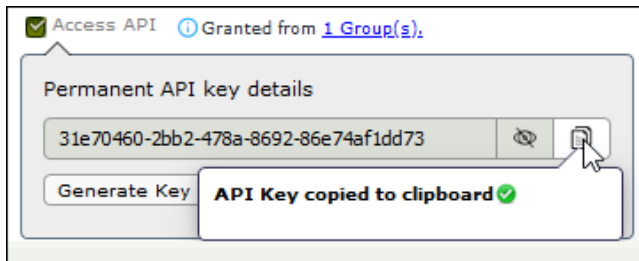 Access API Granted from 1 Group(s).
Permanent API key details
31e70460-2bb2-478a-8692-86e74af1dd73
Generate Key
API Key copied to clipboard